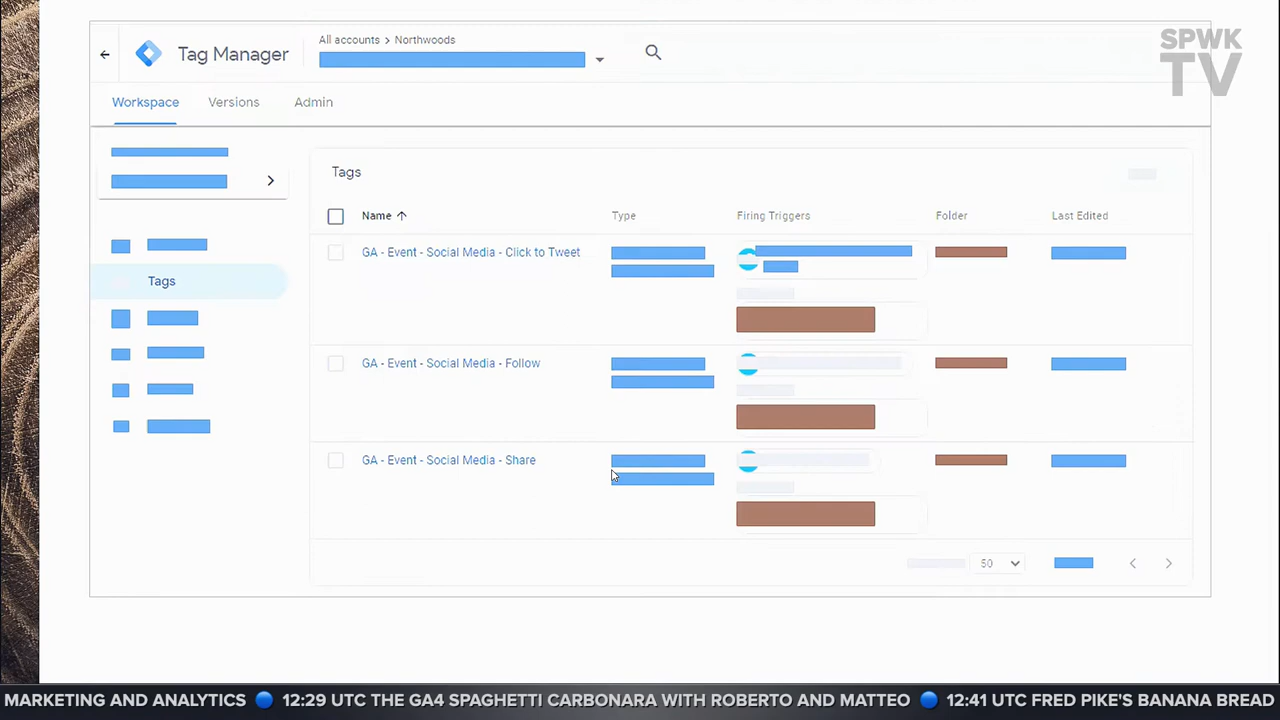 SPWK
TV
Tag Manager
All accounts > Northwoods
Workspace Versions Admin
Tags
Name ↑ Type Firing Triggers Folder Last Edited
GA - Event - Social Media - Click to Tweet
Tags
GA - Event - Social Media - Follow
GA - Event - Social Media - Share
50
MARKETING AND ANALYTICS 🔵 12:29 UTC THE GA4 SPAGHETTI CARBONARA WITH ROBERTO AND MATTEO 🔵 12:41 UTC FRED PIKE'S BANANA BREAD